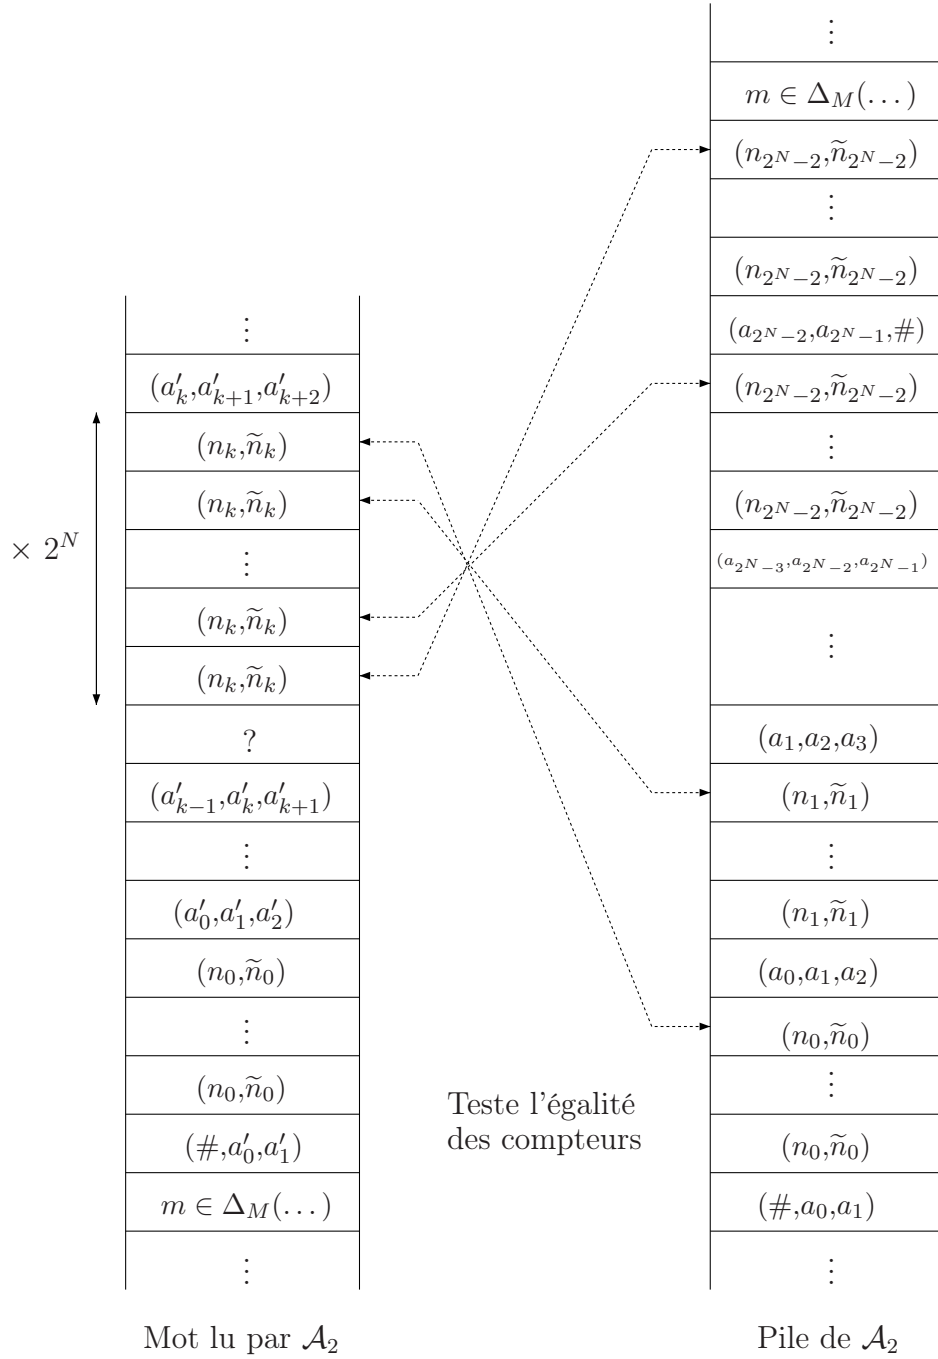 ⋮
m ∈ Δ_M(...)
(n_{2^N−2},ñ_{2^N−2})
⋮
(n_{2^N−2},ñ_{2^N−2})
(a_{2^N−2},a_{2^N−1},#)
(n_{2^N−2},ñ_{2^N−2})
⋮
(n_{2^N−2},ñ_{2^N−2})
(a_{2^N−3},a_{2^N−2},a_{2^N−1})
⋮
(a_1,a_2,a_3)
(n_1,ñ_1)
⋮
(n_1,ñ_1)
(a_0,a_1,a_2)
(n_0,ñ_0)
⋮
(n_0,ñ_0)
(#,a_0,a_1)
⋮
Pile de 𝒜_2
⋮
(a'_k,a'_{k+1},a'_{k+2})
(n_k,ñ_k)
(n_k,ñ_k)
× 2^N
⋮
(n_k,ñ_k)
(n_k,ñ_k)
?
(a'_{k−1},a'_k,a'_{k+1})
⋮
(a'_0,a'_1,a'_2)
(n_0,ñ_0)
⋮
(n_0,ñ_0)
(#,a'_0,a'_1)
m ∈ Δ_M(...)
⋮
Mot lu par 𝒜_2
Teste l'égalité
des compteurs